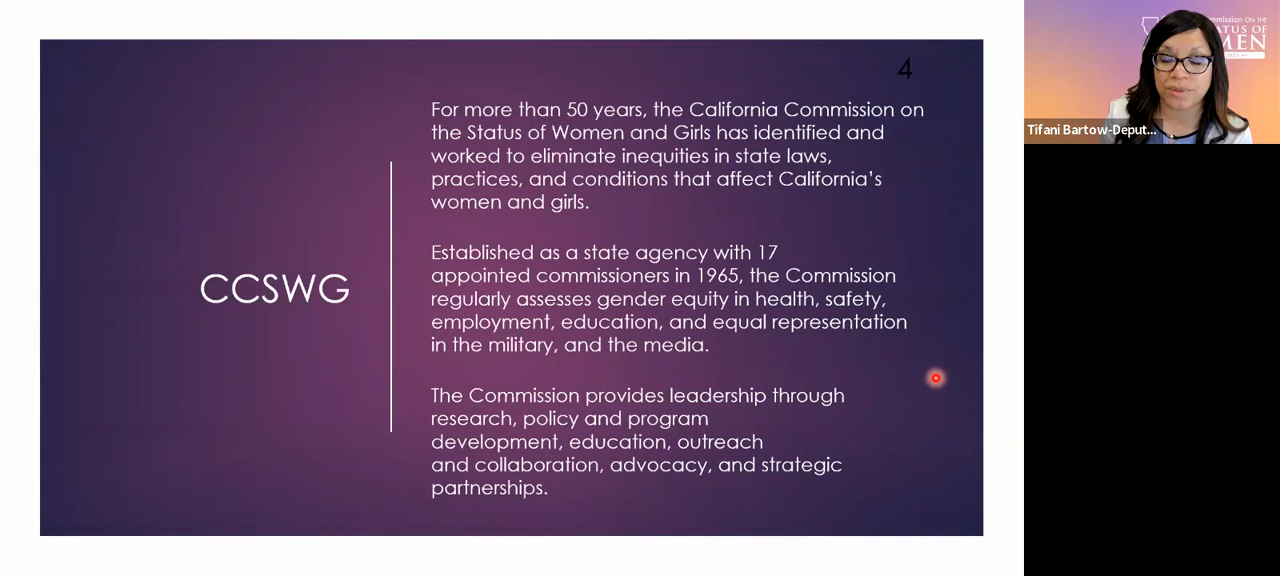 4
For more than 50 years, the California Commission on
the Status of Women and Girls has identified and
worked to eliminate inequities in state laws,
practices, and conditions that affect California's
women and girls.
Established as a state agency with 17
appointed commissioners in 1965, the Commission
regularly assesses gender equity in health, safety,
employment, education, and equal representation
in the military, and the media.
The Commission provides leadership through
research, policy and program
development, education, outreach
and collaboration, advocacy, and strategic
partnerships.
CCSWG
ON THE
OF
Tifani Bartow-Deput...